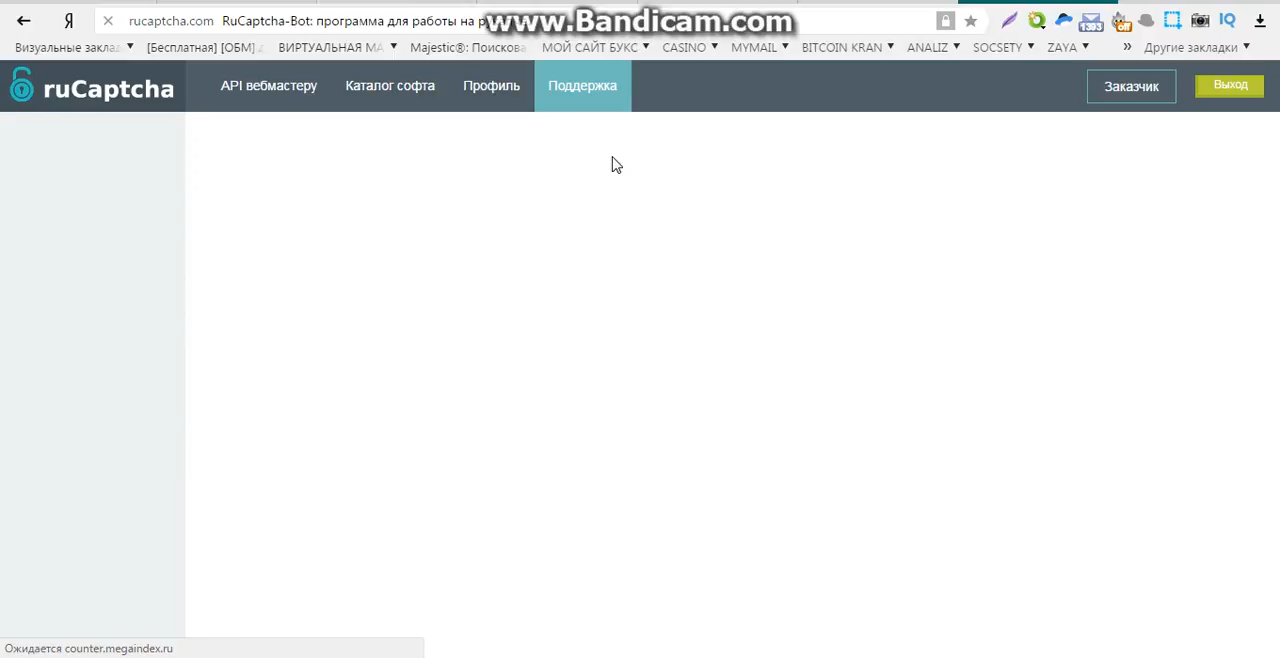 rucaptcha.com RuCaptcha-Bot: программа для работы на
www.Bandicam.com
Визуальные заклад [Бесплатная] [ОБМ] ВИРТУАЛЬНАЯ МА Majestic®: Поискова МОЙ САЙТ БУКС CASINO MYMAIL BITCOIN KRAN ANALIZ SOCSETY ZAYA » Другие закладки
ruCaptcha API вебмастеру Каталог софта Профиль Поддержка Заказчик Выход
Ожидается counter.megaindex.ru